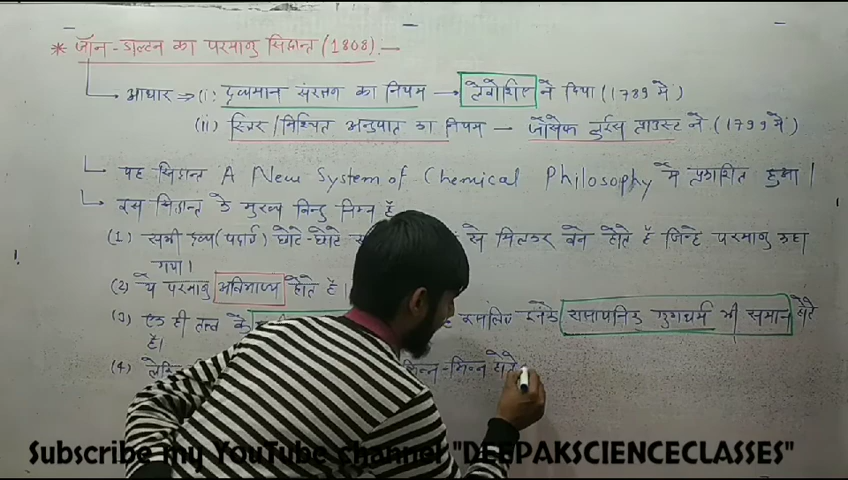 * जॉन-डाल्टन का परमाणु सिद्धान्त (1808):—
आधार ⇒ (i) द्रव्यमान संरक्षण का नियम → लेवोशिए ने दिया (1789 में)
(ii) स्थिर/निश्चित अनुपात का नियम — जोसेफ लुईस प्राउस्ट ने (1799 में)
यह सिद्धान्त A New System of Chemical Philosophy में प्रकाशित हुआ।
इस सिद्धान्त के मुख्य बिन्दु निम्न हैं
(1) सभी द्रव्य (पदार्थ) छोटे-छोटे से मिलकर बने होते हैं जिन्हें परमाणु कहा
गया।
(2) ये परमाणु अविभाज्य होते हैं।
(3) एक ही तत्व के इसलिए इनके रासायनिक गुणधर्म भी समान होते
हैं।
(4) भिन्न-भिन्न होते
Subscribe my YouTube channel "DEEPAKSCIENCECLASSES"